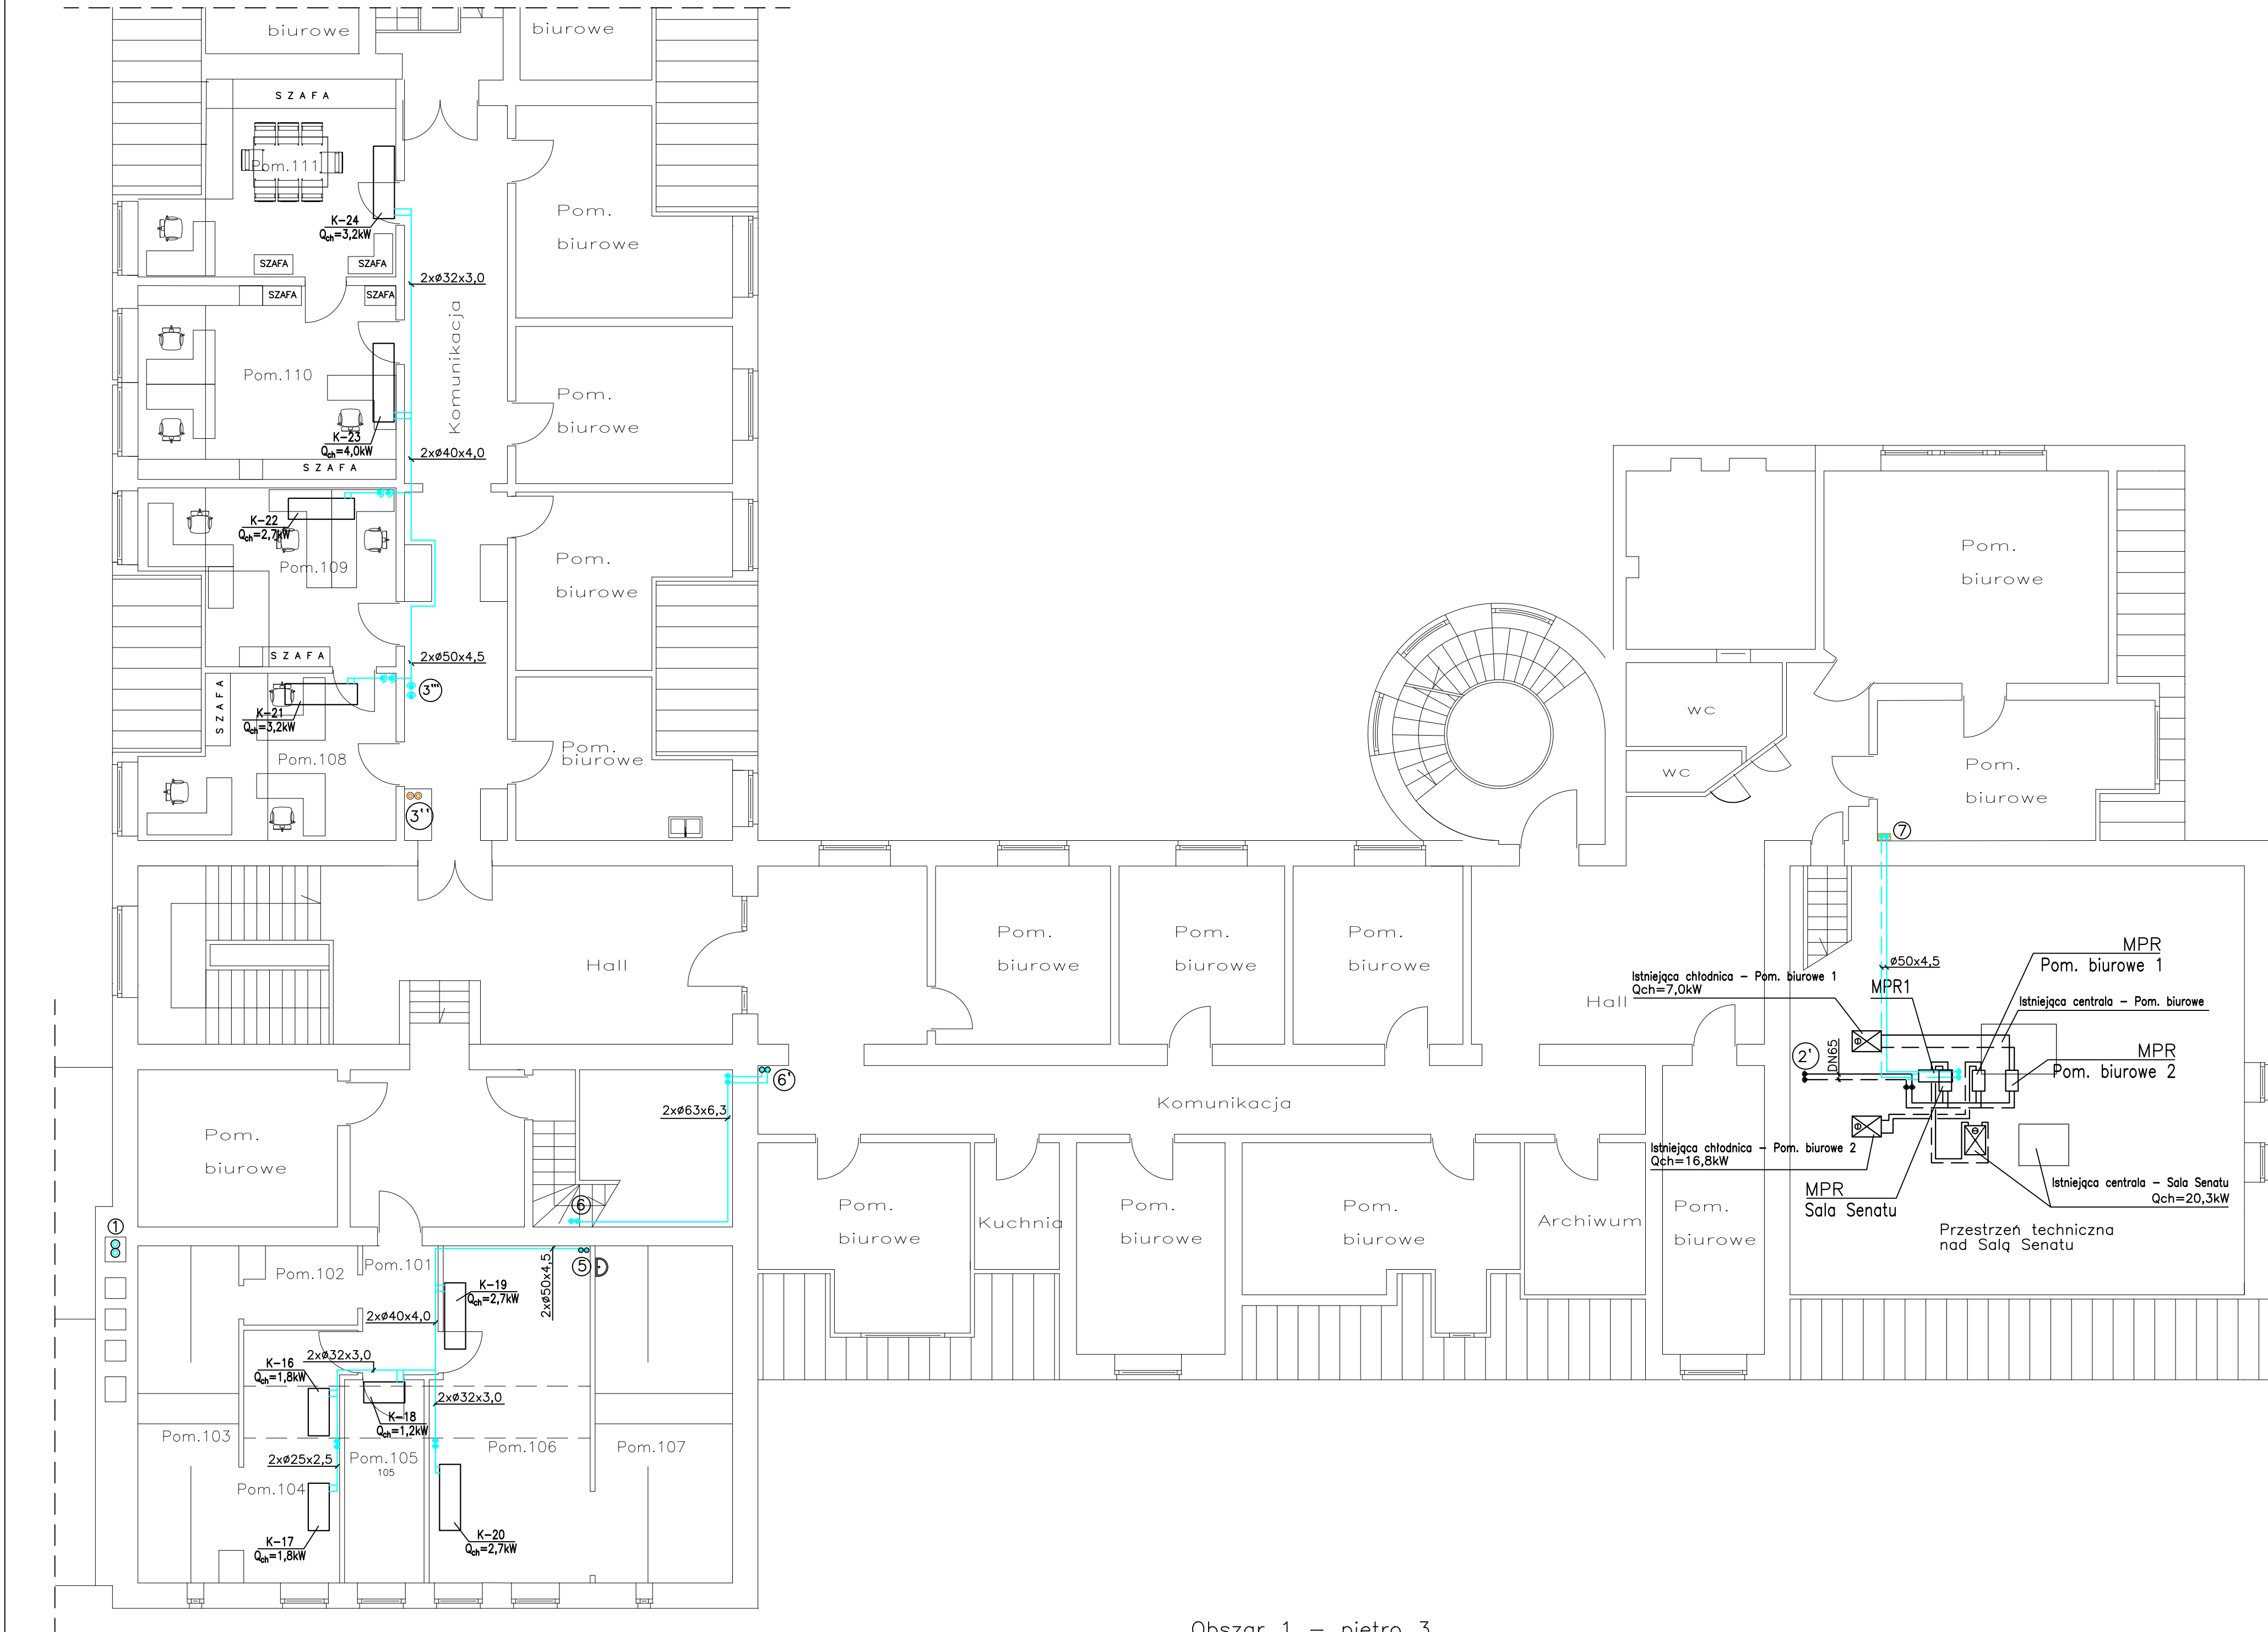 biurowe
biurowe
S Z A F A
Pom.111
K-24
Qch=3,2kW
SZAFA
SZAFA
SZAFA
SZAFA
2xø32x3,0
Komunikacja
Pom.
biurowe
Pom.110
K-23
Qch=4,0kW
S Z A F A
2xø40x4,0
Pom.
biurowe
K-22
Qch=2,7kW
Pom.109
S Z A F A
2xø50x4,5
3'''
Pom.
biurowe
S Z A F A
K-21
Qch=3,2kW
Pom.108
3''
Pom.
biurowe
Pom.
biurowe
wc
wc
Pom.
biurowe
7
Hall
Pom.
biurowe
Pom.
biurowe
Pom.
biurowe
Hall
ø50x4,5
MPR
Pom. biurowe 1
Istniejąca chłodnica – Pom. biurowe 1
Qch=7,0kW
MPR1
Istniejąca centrala – Pom. biurowe
2'
DN65
MPR
Pom. biurowe 2
6'
2xø63x6,3
Komunikacja
Pom.
biurowe
6
Istniejąca chłodnica – Pom. biurowe 2
Qch=16,8kW
MPR
Sala Senatu
Istniejąca centrala – Sala Senatu
Qch=20,3kW
Przestrzeń techniczna
nad Salą Senatu
Pom.
biurowe
Kuchnia
Pom.
biurowe
Pom.
biurowe
Archiwum
Pom.
biurowe
1
Pom.102
Pom.101
5
2xø50x4,5
K-19
Qch=2,7kW
2xø40x4,0
2xø32x3,0
K-16
Qch=1,8kW
2xø32x3,0
K-18
Qch=1,2kW
Pom.103
2xø25x2,5
Pom.105
105
Pom.106
Pom.107
Pom.104
K-17
Qch=1,8kW
K-20
Qch=2,7kW
Obszar 1 – piętro 3